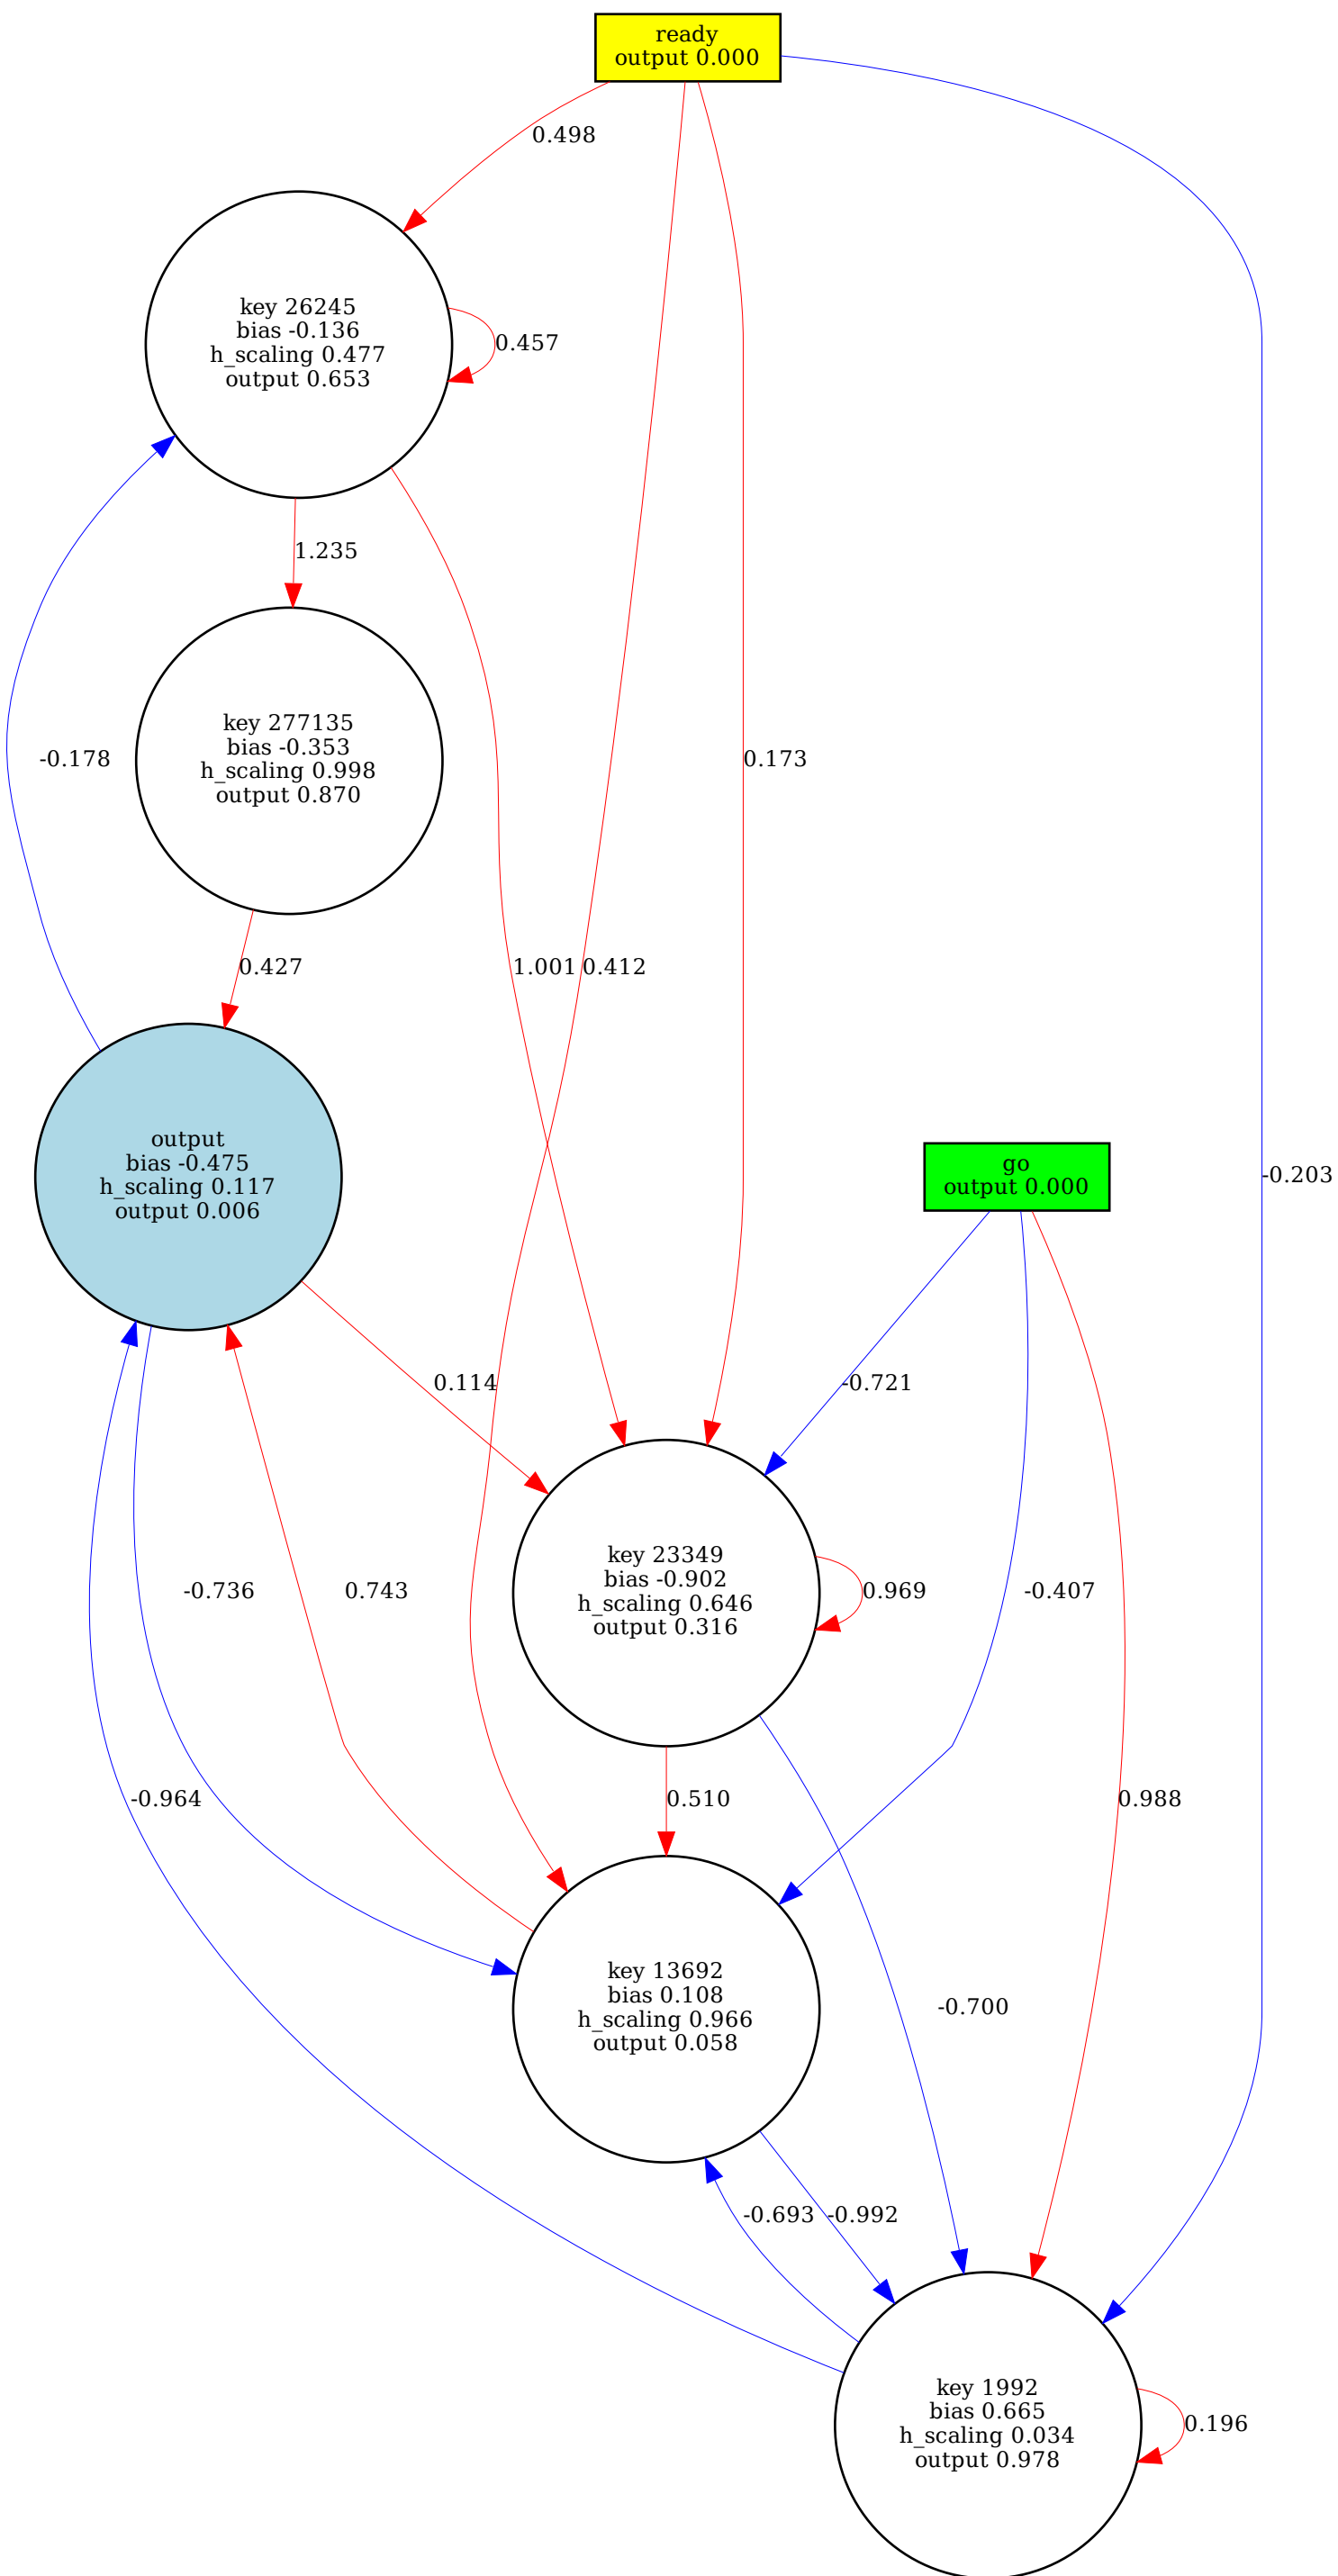 ready
output 0.000
0.498
key 26245
bias -0.136
h_scaling 0.477
output 0.653
0.457
1.235
key 277135
bias -0.353
h_scaling 0.998
output 0.870
-0.178
0.173
0.427
1.001
0.412
output
bias -0.475
h_scaling 0.117
output 0.006
go
output 0.000
-0.203
0.114
-0.721
key 23349
bias -0.902
h_scaling 0.646
output 0.316
-0.736
0.743
0.969
-0.407
-0.964
0.510
0.988
key 13692
bias 0.108
h_scaling 0.966
output 0.058
-0.700
-0.693
-0.992
key 1992
bias 0.665
h_scaling 0.034
output 0.978
0.196